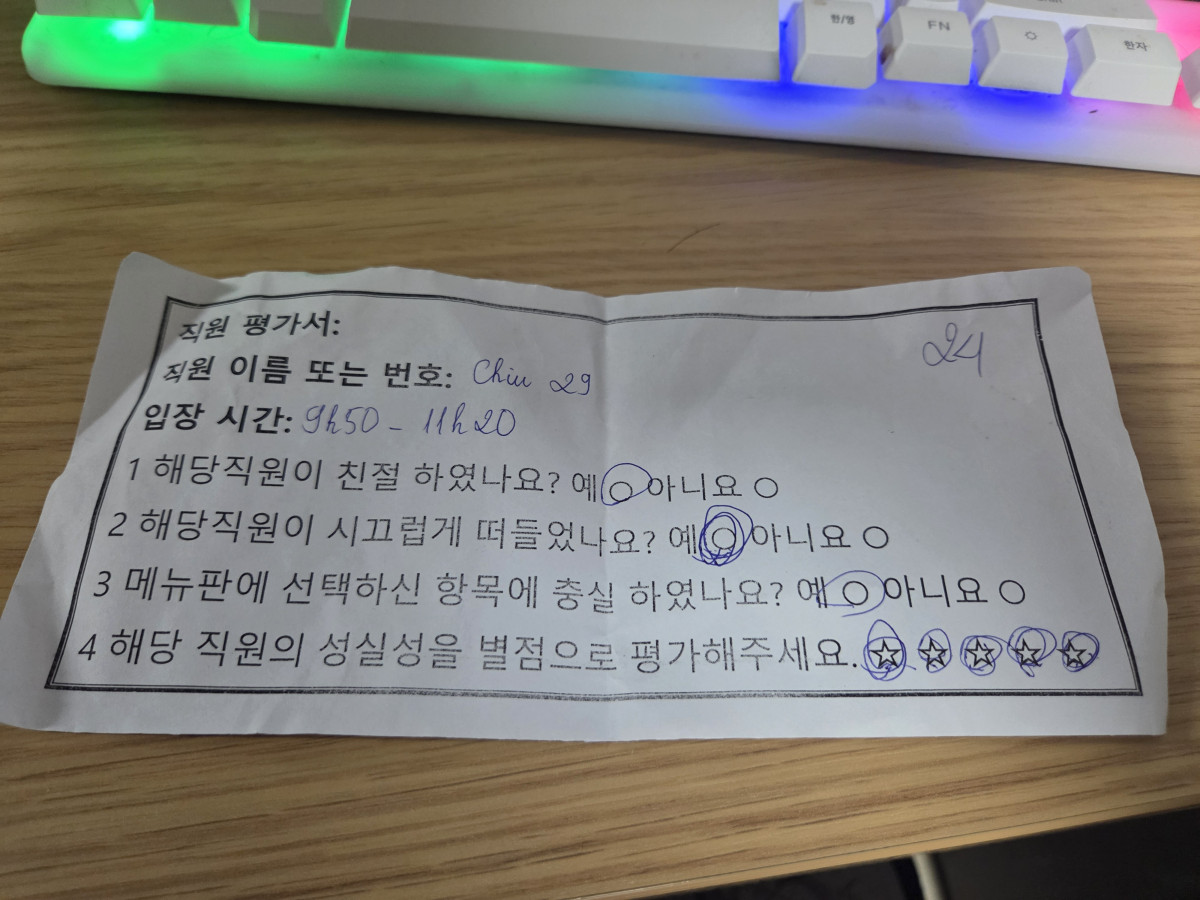 한/영
FN
한자
직원 평가서:
24
직원 이름 또는 번호: Chiu 29
입장 시간: 9h50 - 11h20
1 해당직원이 친절 하였나요? 예 ○ 아니요 ○
2 해당직원이 시끄럽게 떠들었나요? 예 ○ 아니요 ○
3 메뉴판에 선택하신 항목에 충실 하였나요? 예 ○ 아니요 ○
4 해당 직원의 성실성을 별점으로 평가해주세요. ☆ ☆ ☆ ☆ ☆